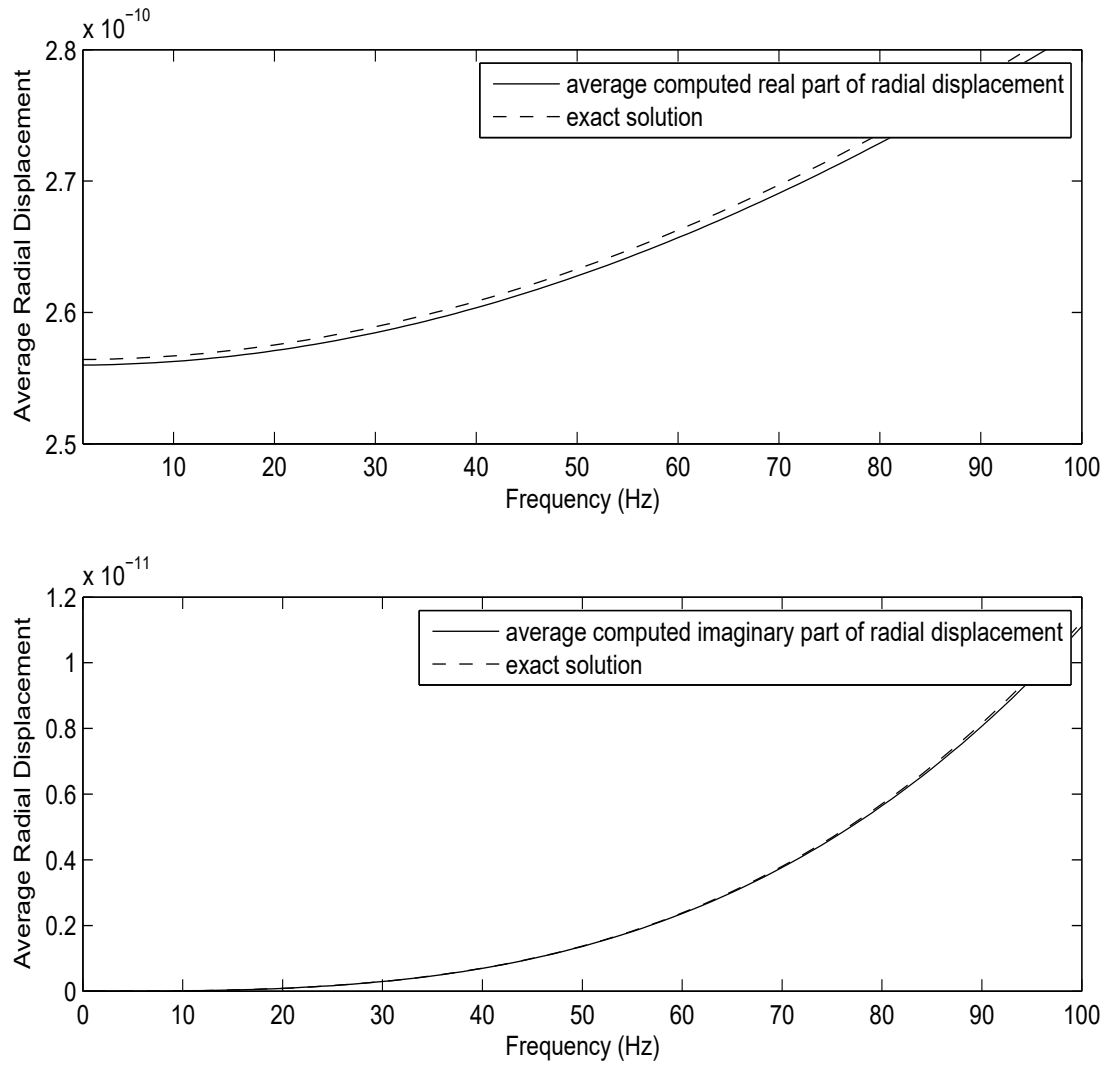 x 10⁻¹⁰
2.8
2.7
2.6
2.5
Average Radial Displacement
average computed real part of radial displacement
exact solution
10 20 30 40 50 60 70 80 90 100
Frequency (Hz)
x 10⁻¹¹
1.2
1
0.8
0.6
0.4
0.2
0
Average Radial Displacement
average computed imaginary part of radial displacement
exact solution
0 10 20 30 40 50 60 70 80 90 100
Frequency (Hz)